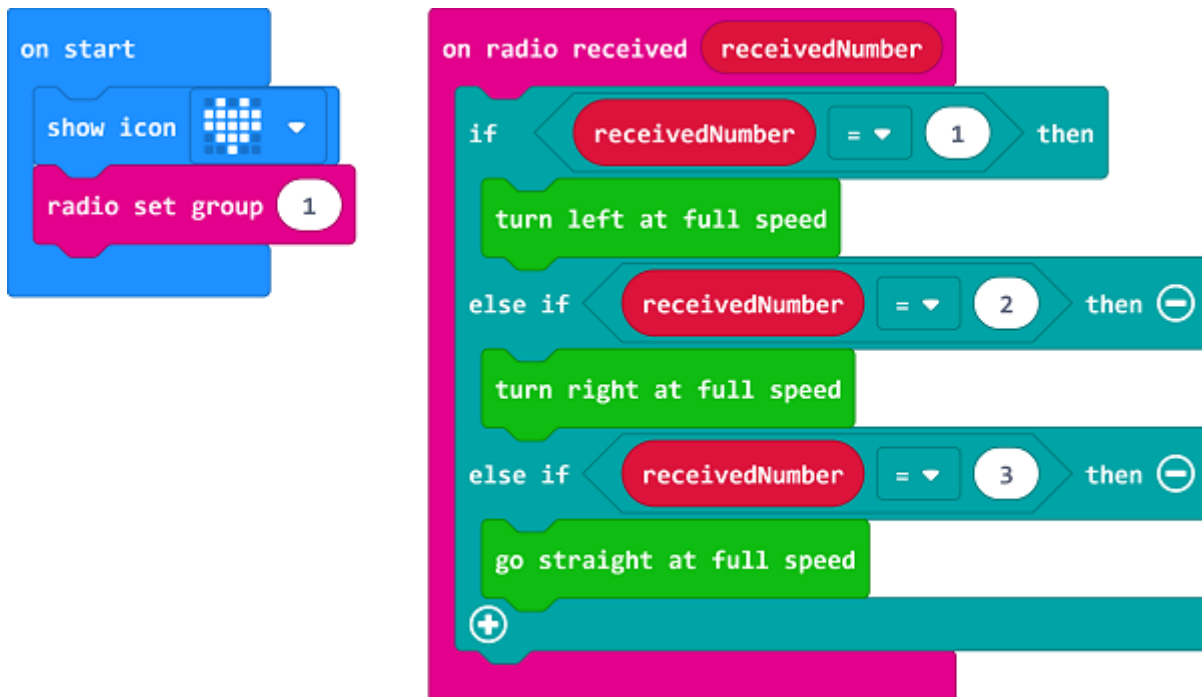 on start
show icon
radio set group 1
on radio received receivedNumber
if receivedNumber = 1 then
turn left at full speed
else if receivedNumber = 2 then
turn right at full speed
else if receivedNumber = 3 then
go straight at full speed